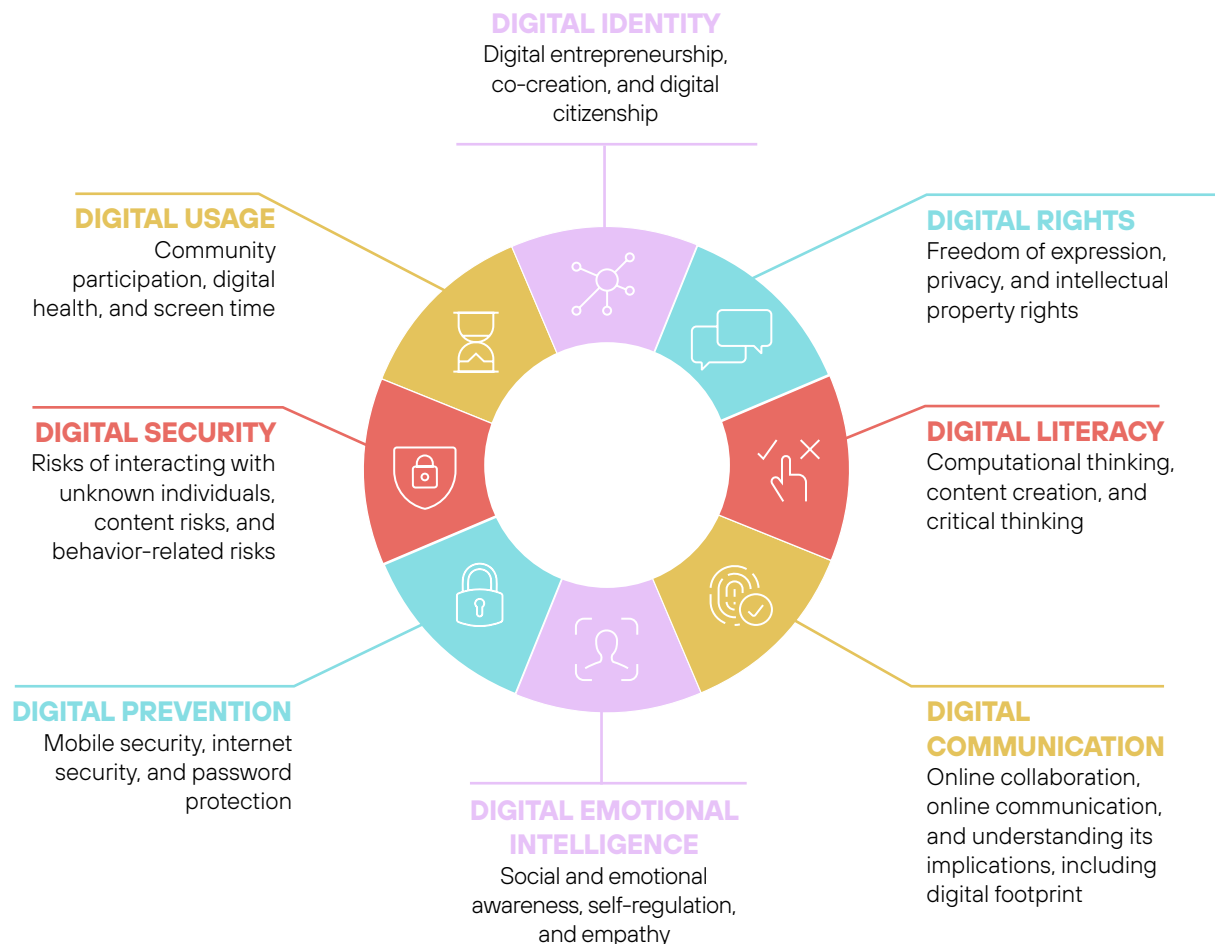 DIGITAL IDENTITY
Digital entrepreneurship,
co-creation, and digital
citizenship
DIGITAL USAGE
Community
participation, digital
health, and screen time
DIGITAL RIGHTS
Freedom of expression,
privacy, and intellectual
property rights
DIGITAL SECURITY
Risks of interacting with
unknown individuals,
content risks, and
behavior-related risks
DIGITAL LITERACY
Computational thinking,
content creation, and
critical thinking
DIGITAL PREVENTION
Mobile security, internet
security, and password
protection
DIGITAL EMOTIONAL
INTELLIGENCE
Social and emotional
awareness, self-regulation,
and empathy
DIGITAL
COMMUNICATION
Online collaboration,
online communication,
and understanding its
implications, including
digital footprint